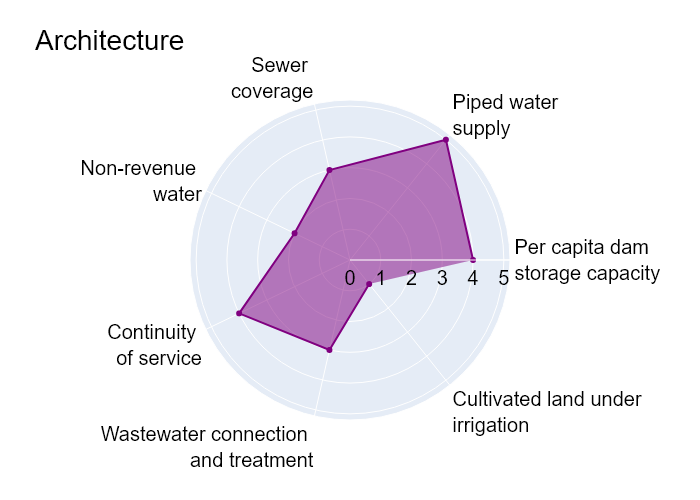 Architecture
Sewer
coverage
Piped water
supply
Non-revenue
water
Per capita dam
storage capacity
0 1 2 3 4 5
Continuity
of service
Cultivated land under
irrigation
Wastewater connection
and treatment